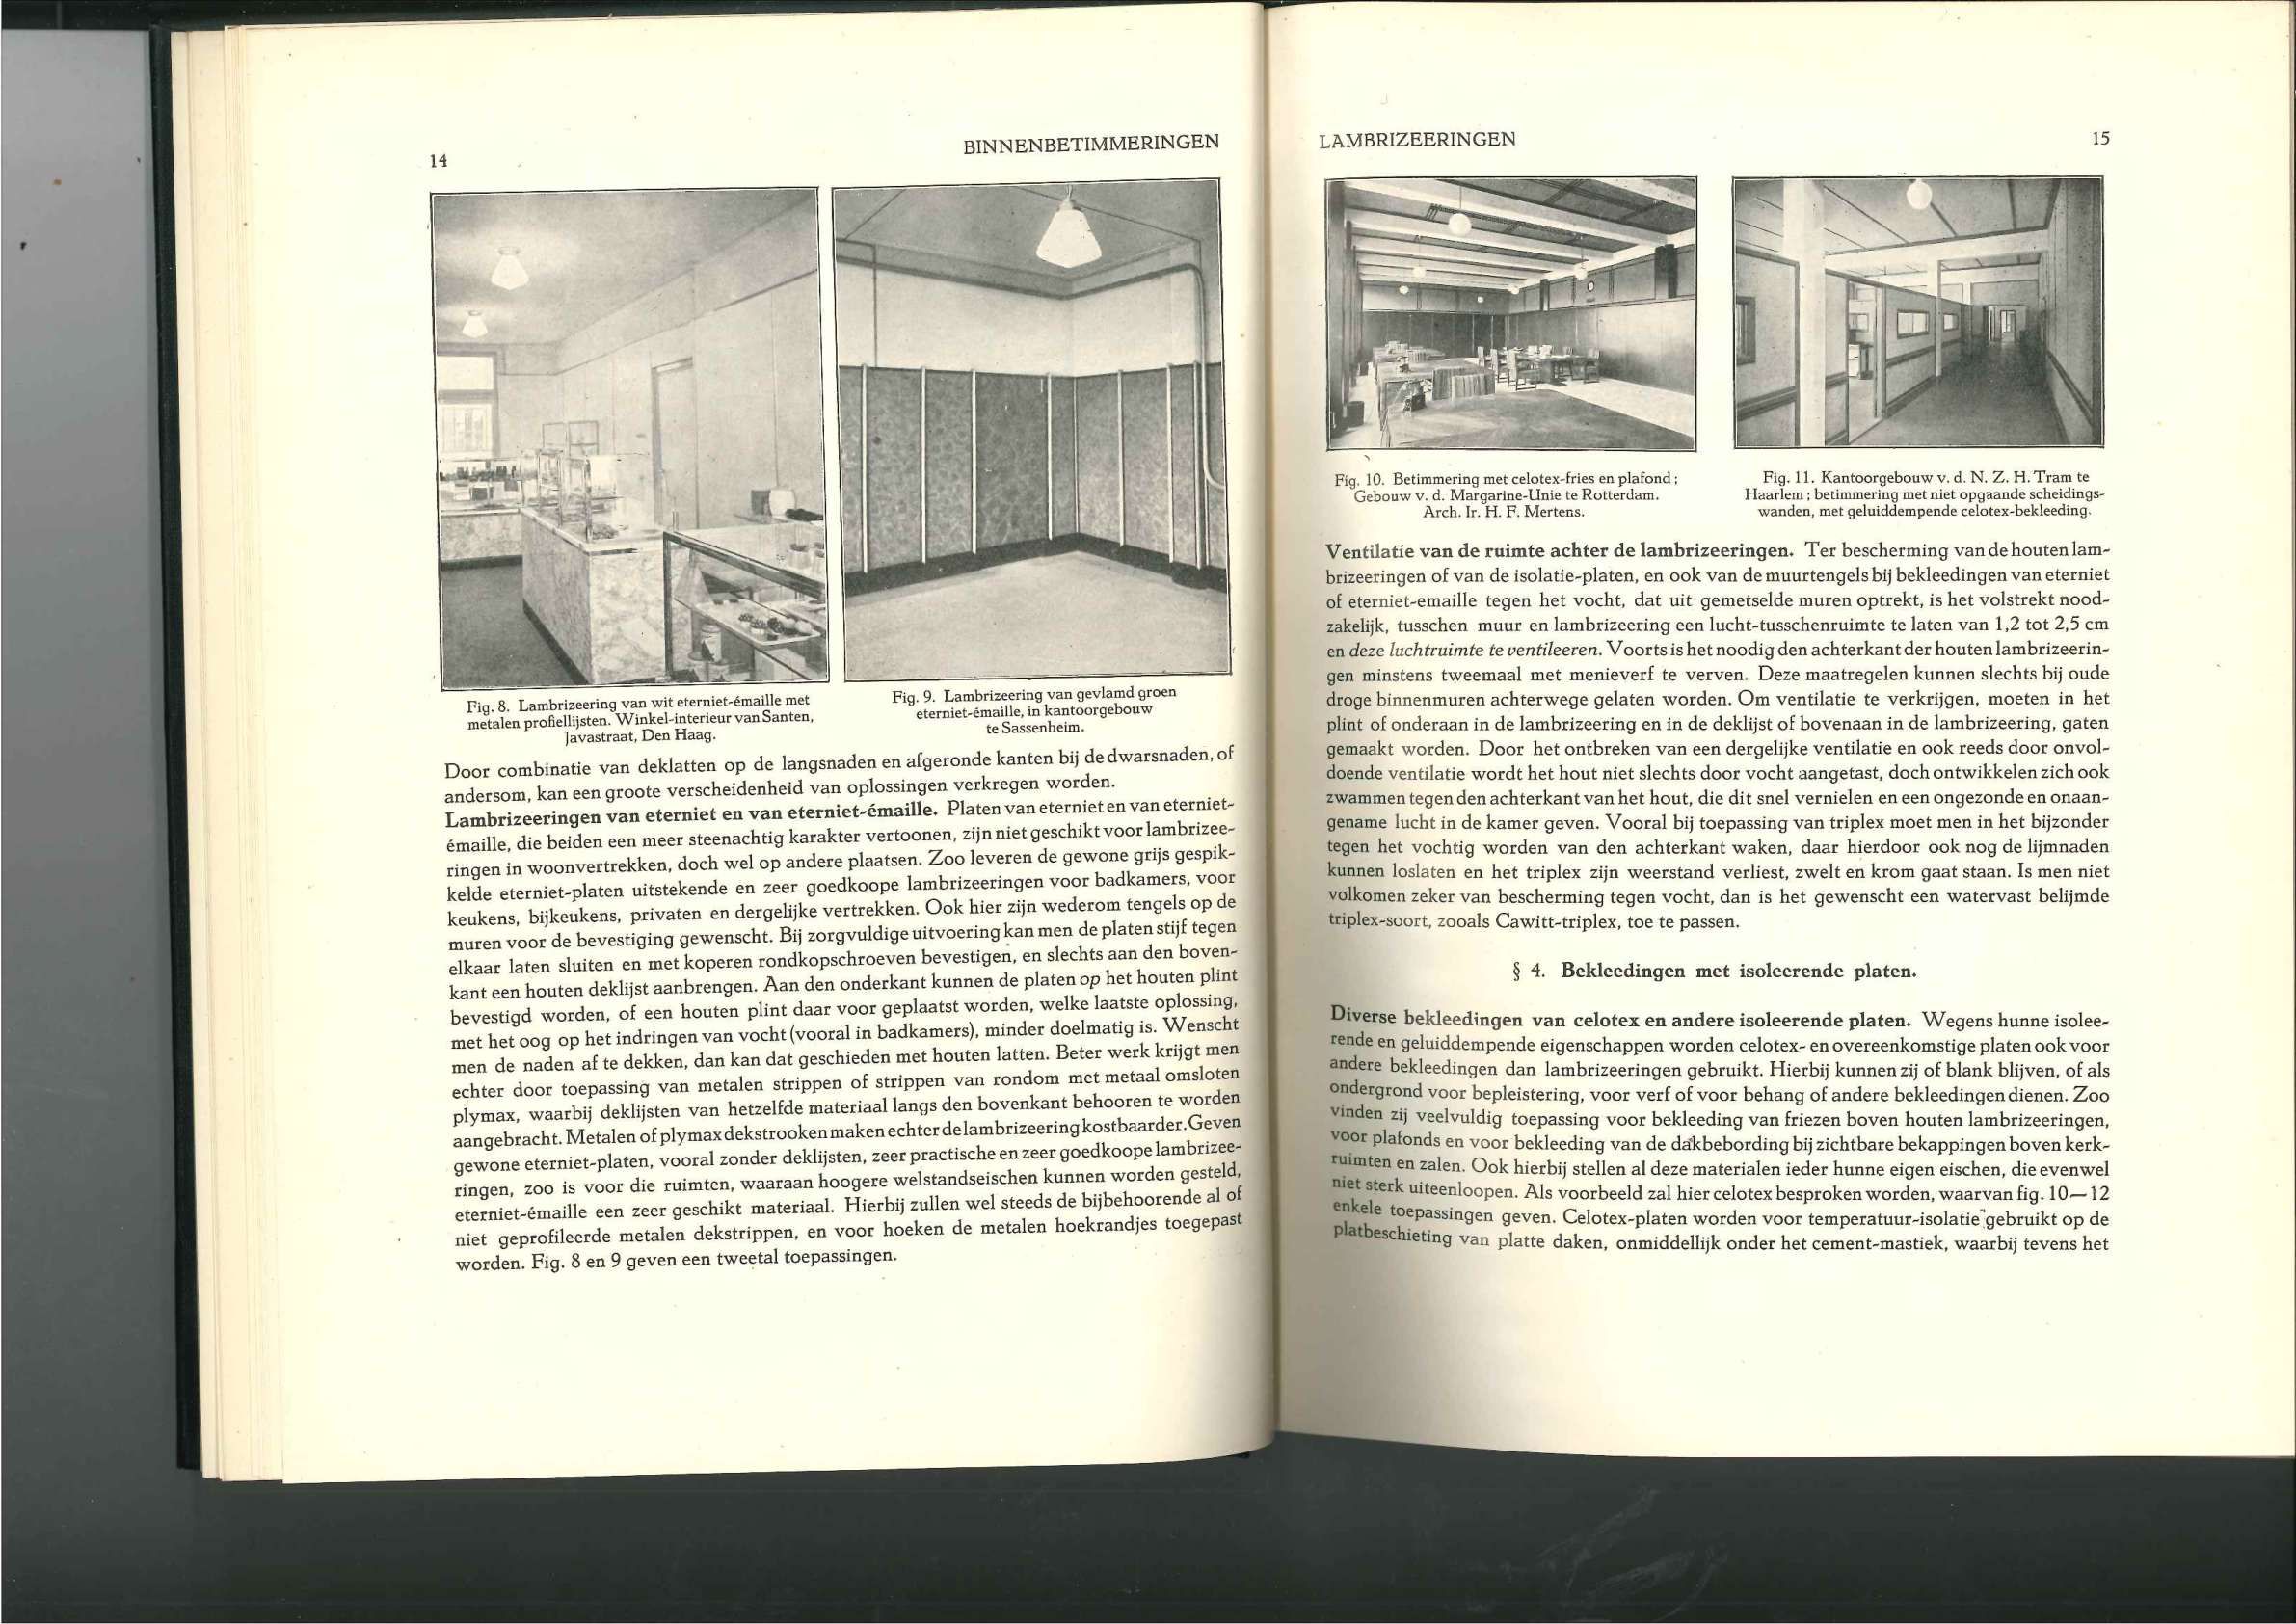 14
BINNENBETIMMERINGEN
Fig. 8. Lambrizeering van wit eterniet-émaille met
metalen profiellijsten. Winkel-interieur van Santen,
Javastraat, Den Haag.
Fig. 9. Lambrizeering van gevlamd groen
eterniet-émaille, in kantoorgebouw
te Sassenheim.
Door combinatie van deklatten op de langsnaden en afgeronde kanten bij de dwarsnaden, of
andersom, kan een groote verscheidenheid van oplossingen verkregen worden.
Lambrizeeringen van eterniet en van eterniet-émaille. Platen van eterniet en van eterniet-
émaille, die beiden een meer steenachtig karakter vertoonen, zijn niet geschikt voor lambrizee-
ringen in woonvertrekken, doch wel op andere plaatsen. Zoo leveren de gewone grijs gespik-
kelde eterniet-platen uitstekende en zeer goedkoope lambrizeeringen voor badkamers, voor
keukens, bijkeukens, privaten en dergelijke vertrekken. Ook hier zijn wederom tengels op de
muren voor de bevestiging gewenscht. Bij zorgvuldige uitvoering kan men de platen stijf tegen
elkaar laten sluiten en met koperen rondkopschroeven bevestigen, en slechts aan den boven-
kant een houten deklijst aanbrengen. Aan den onderkant kunnen de platen op het houten plint
bevestigd worden, of een houten plint daar voor geplaatst worden, welke laatste oplossing,
met het oog op het indringen van vocht (vooral in badkamers), minder doelmatig is. Wenscht
men de naden af te dekken, dan kan dat geschieden met houten latten. Beter werk krijgt men
echter door toepassing van metalen strippen of strippen van rondom met metaal omsloten
plymax, waarbij deklijsten van hetzelfde materiaal langs den bovenkant behooren te worden
aangebracht. Metalen of plymax dekstrooken maken echter de lambrizeering kostbaarder. Geven
gewone eterniet-platen, vooral zonder deklijsten, zeer practische en zeer goedkoope lambrizee-
ringen, zoo is voor die ruimten, waaraan hoogere welstandseischen kunnen worden gesteld,
eterniet-émaille een zeer geschikt materiaal. Hierbij zullen wel steeds de bijbehoorende al of
niet geprofileerde metalen dekstrippen, en voor hoeken de metalen hoekrandjes toegepast
worden. Fig. 8 en 9 geven een tweetal toepassingen.
LAMBRIZEERINGEN
15
Fig. 10. Betimmering met celotex-fries en plafond;
Gebouw v. d. Margarine-Unie te Rotterdam.
Arch. Ir. H. F. Mertens.
Fig. 11. Kantoorgebouw v. d. N. Z. H. Tram te
Haarlem; betimmering met niet opgaande scheidings-
wanden, met geluiddempende celotex-bekleeding.
Ventilatie van de ruimte achter de lambrizeeringen. Ter bescherming van de houten lam-
brizeeringen of van de isolatie-platen, en ook van de muurtengels bij bekleedingen van eterniet
of eterniet-emaille tegen het vocht, dat uit gemetselde muren optrekt, is het volstrekt nood-
zakelijk, tusschen muur en lambrizeering een lucht-tusschenruimte te laten van 1,2 tot 2,5 cm
en deze luchtruimte te ventileeren. Voorts is het noodig den achterkant der houten lambrizeerin-
gen minstens tweemaal met menieverf te verven. Deze maatregelen kunnen slechts bij oude
droge binnenmuren achterwege gelaten worden. Om ventilatie te verkrijgen, moeten in het
plint of onderaan in de lambrizeering en in de deklijst of bovenaan in de lambrizeering, gaten
gemaakt worden. Door het ontbreken van een dergelijke ventilatie en ook reeds door onvol-
doende ventilatie wordt het hout niet slechts door vocht aangetast, doch ontwikkelen zich ook
zwammen tegen den achterkant van het hout, die dit snel vernielen en een ongezonde en onaan-
gename lucht in de kamer geven. Vooral bij toepassing van triplex moet men in het bijzonder
tegen het vochtig worden van den achterkant waken, daar hierdoor ook nog de lijmnaden
kunnen loslaten en het triplex zijn weerstand verliest, zwelt en krom gaat staan. Is men niet
volkomen zeker van bescherming tegen vocht, dan is het gewenscht een watervast belijmde
triplex-soort, zooals Cawitt-triplex, toe te passen.
§ 4. Bekleedingen met isoleerende platen.
Diverse bekleedingen van celotex en andere isoleerende platen. Wegens hunne isolee-
rende en geluiddempende eigenschappen worden celotex- en overeenkomstige platen ook voor
andere bekleedingen dan lambrizeeringen gebruikt. Hierbij kunnen zij of blank blijven, of als
ondergrond voor bepleistering, voor verf of voor behang of andere bekleedingen dienen. Zoo
vinden zij veelvuldig toepassing voor bekleeding van friezen boven houten lambrizeeringen,
voor plafonds en voor bekleeding van de dakbebording bij zichtbare bekappingen boven kerk-
ruimten en zalen. Ook hierbij stellen al deze materialen ieder hunne eigen eischen, die evenwel
niet sterk uiteenloopen. Als voorbeeld zal hier celotex besproken worden, waarvan fig. 10—12
enkele toepassingen geven. Celotex-platen worden voor temperatuur-isolatie gebruikt op de
platbeschieting van platte daken, onmiddellijk onder het cement-mastiek, waarbij tevens het